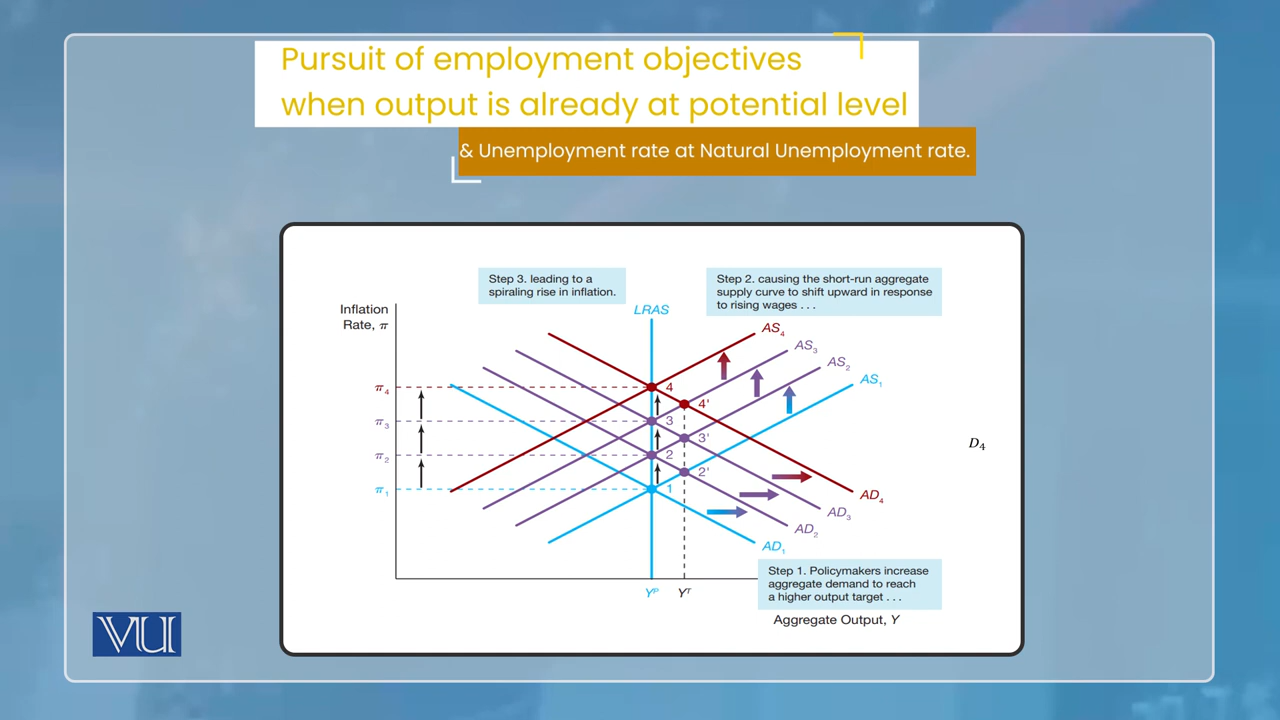 Pursuit of employment objectives
when output is already at potential level
& Unemployment rate at Natural Unemployment rate.
Step 3. leading to a
spiraling rise in inflation.
Step 2. causing the short-run aggregate
supply curve to shift upward in response
to rising wages . . .
Inflation
Rate, π
LRAS
AS₄
AS₃
AS₂
AS₁
π₄
4
4'
π₃
3
3'
π₂
2
2'
π₁
1
D₄
AD₄
AD₃
AD₂
AD₁
Step 1. Policymakers increase
aggregate demand to reach
a higher output target . . .
Yᴾ
Yᵀ
Aggregate Output, Y
VU